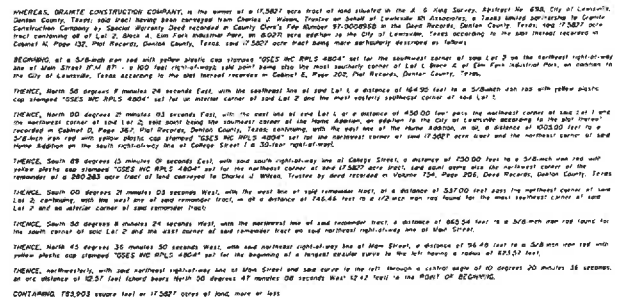 WHEREAS, GRANITE CONSTRUCTION COMPANY, is the owner of a 17.5827 acre tract of land situated in the J. G. King Survey, Abstract No. 698, City of Lewisville,
Denton County, Texas; said tract having been conveyed from Charles J. Wilson, Trustee on behalf of Lewisville Associates, a Texas limited partnership to Granite
Construction Company by Special Warranty Deed recorded in County Clerk's File Number in the Deed Records, Denton County, Texas, said 17.5827 acre
tract containing all of Lot 2, Block A, Elm Fork Industrial Park, an addition to the City of Lewisville, Texas according to the plat thereof recorded in
Cabinet N, Page 132, Plat Records, Denton County, Texas, said 17.5827 acre tract being more particularly described as follows:
BEGINNING, at a 5/8-inch iron rod with yellow plastic cap stamped "GSES INC RPLS 4804" set for the southwest corner of said Lot 2 on the northeast right-of-way
line of Main Street (F.M. - a 100 feet right-of-way), said point being also the most southerly corner of Lot 1, Block A, of Elm Fork Industrial Park, an addition to
the City of Lewisville, Texas according to the plat thereof recorded in Cabinet E, Page 202, Plat Records, Denton County, Texas;
THENCE, North 58 degrees 11 minutes 24 seconds East, with the southeast line of said Lot 1, a distance of 164.95 feet to a 5/8-inch iron rod with yellow plastic
cap stamped "GSES INC RPLS 4804" set for an interior corner of said Lot 2 and the most easterly southeast corner of said Lot 1;
THENCE, North 00 degrees 21 minutes 03 seconds East, with the east line of said Lot 1, at a distance of 450.00 feet pass the northeast corner of said Lot 1 and
the southeast corner of the Home Addition, an addition to the City of Lewisville according to the plat thereof
recorded in Cabinet D, Page 367, Plat Records, Denton County, Texas; continuing, with the east line of the Home Addition, in all, a distance of 1003.00 feet to a
5/8-inch iron rod with yellow plastic cap stamped "GSES INC RPLS 4804" set for the northwest corner of said Lot 2 and the northeast corner of said
Home Addition on the south right-of-way line of College Street
THENCE, South 89 degrees 13 minutes 01 seconds East, with said south right-of-way line of College Street, a distance of 730.00 feet to a 5/8-inch iron rod with
yellow plastic cap stamped "GSES INC RPLS 4804" set for the northeast corner of said 17.5827 acre tract, said point being also the northwest corner of the
remainder of a 280.283 acre tract of land conveyed to Charles J. Wilson, Trustee by deed recorded in Volume 754, Page 206, Deed Records, Denton County, Texas
THENCE, South 00 degrees 21 minutes 03 seconds West, with the west line of said remainder tract, at a distance of 537.00 feet pass the northeast corner of said
Lot 2; continuing, with the west line of said remainder tract, in all a distance of 746.46 feet to a 1/2-inch iron rod found for the most southeast corner of said
Lot 2 and an interior corner of said remainder tract;
THENCE, South 58 degrees 8 minutes 24 seconds West, with the northwest line of said remainder tract, a distance of 863.54 feet to a 5/8-inch iron rod found for
the south corner of said Lot 2 and the west corner of said remainder tract on said northeast right-of-way line of Main Street.
THENCE, North 45 degrees 36 minutes 50 seconds West, with said northeast right-of-way line of Main Street, a distance of 96.48 feet to a 5/8-inch iron rod with
yellow plastic cap stamped "GSES INC RPLS 4804" set for the beginning of a tangent circular curve to the left having a radius of 623.57 feet,
THENCE, northwesterly, with said northeast right-of-way line of Main Street and said curve to the left through a central angle of 10 degrees 20 minutes 36 seconds,
an arc distance of 112.57 feet (chord bears North 50 degrees 47 minutes 08 seconds West 112.42 feet) to the POINT OF BEGINNING.
CONTAINING, 765,903 square feet or 17.5827 acres of land, more or less.